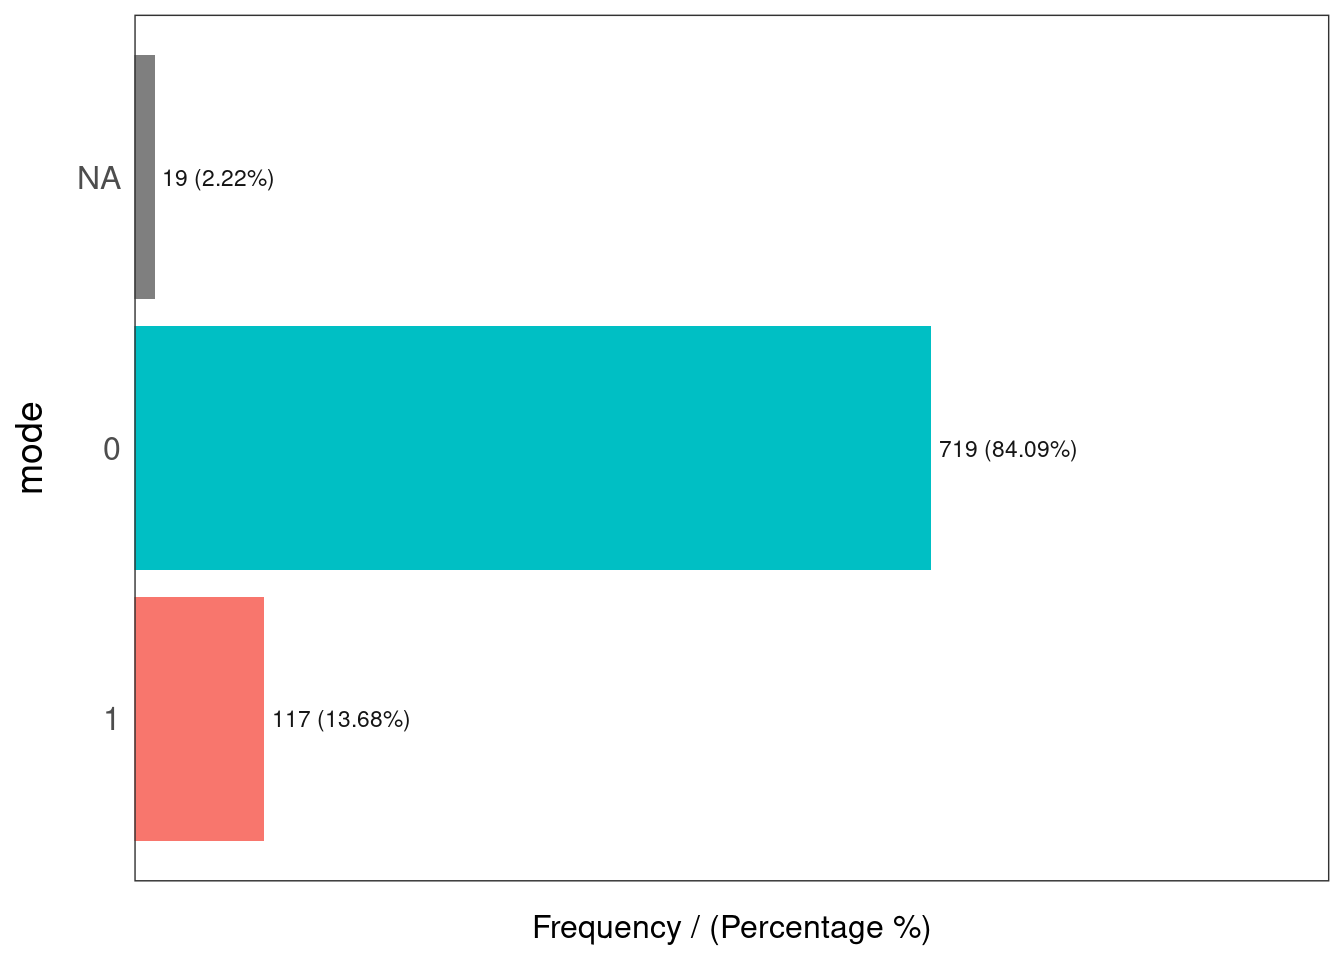 NA
19 (2.22%)
0
719 (84.09%)
mode
1
117 (13.68%)
Frequency / (Percentage %)